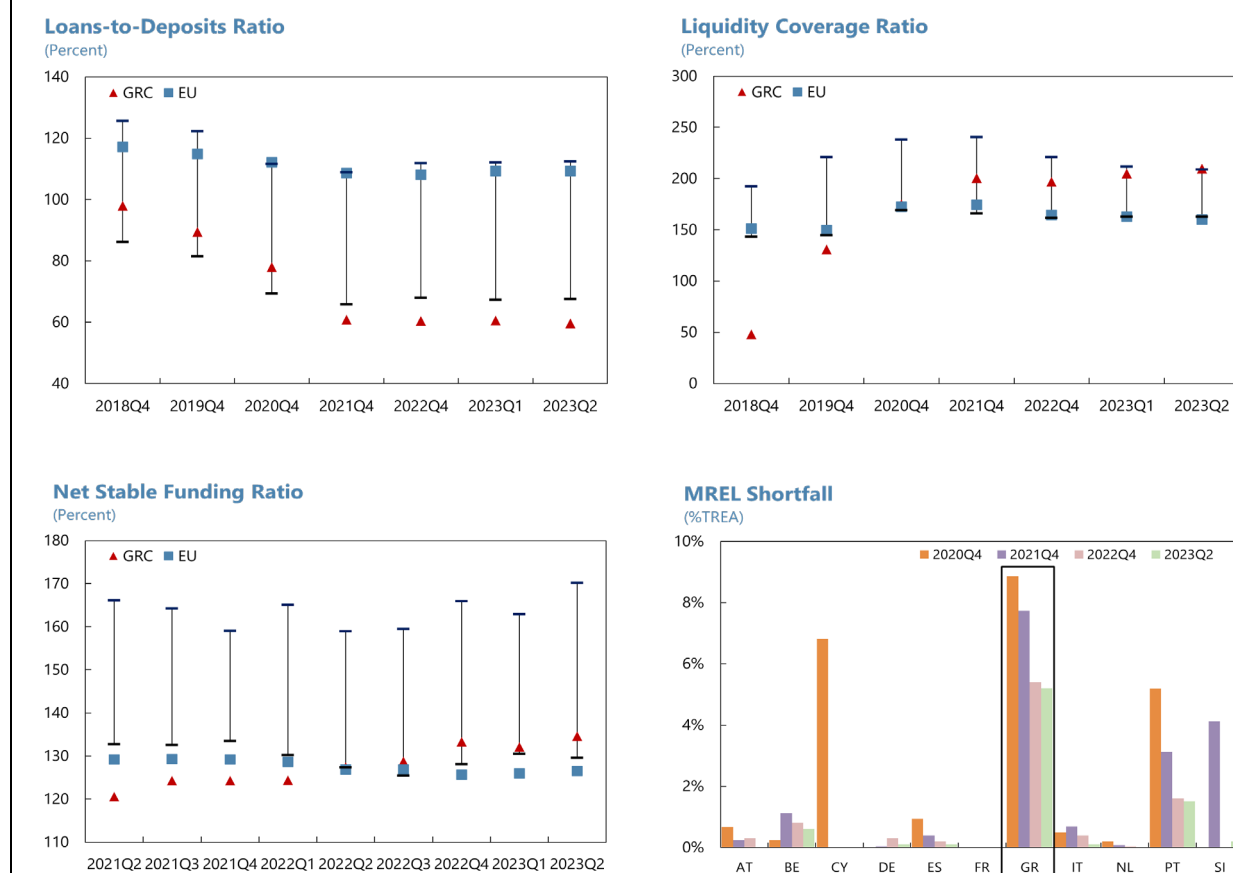 Loans-to-Deposits Ratio
(Percent)
GRC EU
140
120
100
80
60
40
2018Q4 2019Q4 2020Q4 2021Q4 2022Q4 2023Q1 2023Q2
Liquidity Coverage Ratio
(Percent)
GRC EU
300
250
200
150
100
50
0
2018Q4 2019Q4 2020Q4 2021Q4 2022Q4 2023Q1 2023Q2
Net Stable Funding Ratio
(Percent)
GRC EU
180
170
160
150
140
130
120
110
2021Q2 2021Q3 2021Q4 2022Q1 2022Q2 2022Q3 2022Q4 2023Q1 2023Q2
MREL Shortfall
(%TREA)
2020Q4 2021Q4 2022Q4 2023Q2
10%
8%
6%
4%
2%
0%
AT BE CY DE ES FR GR IT NL PT SI